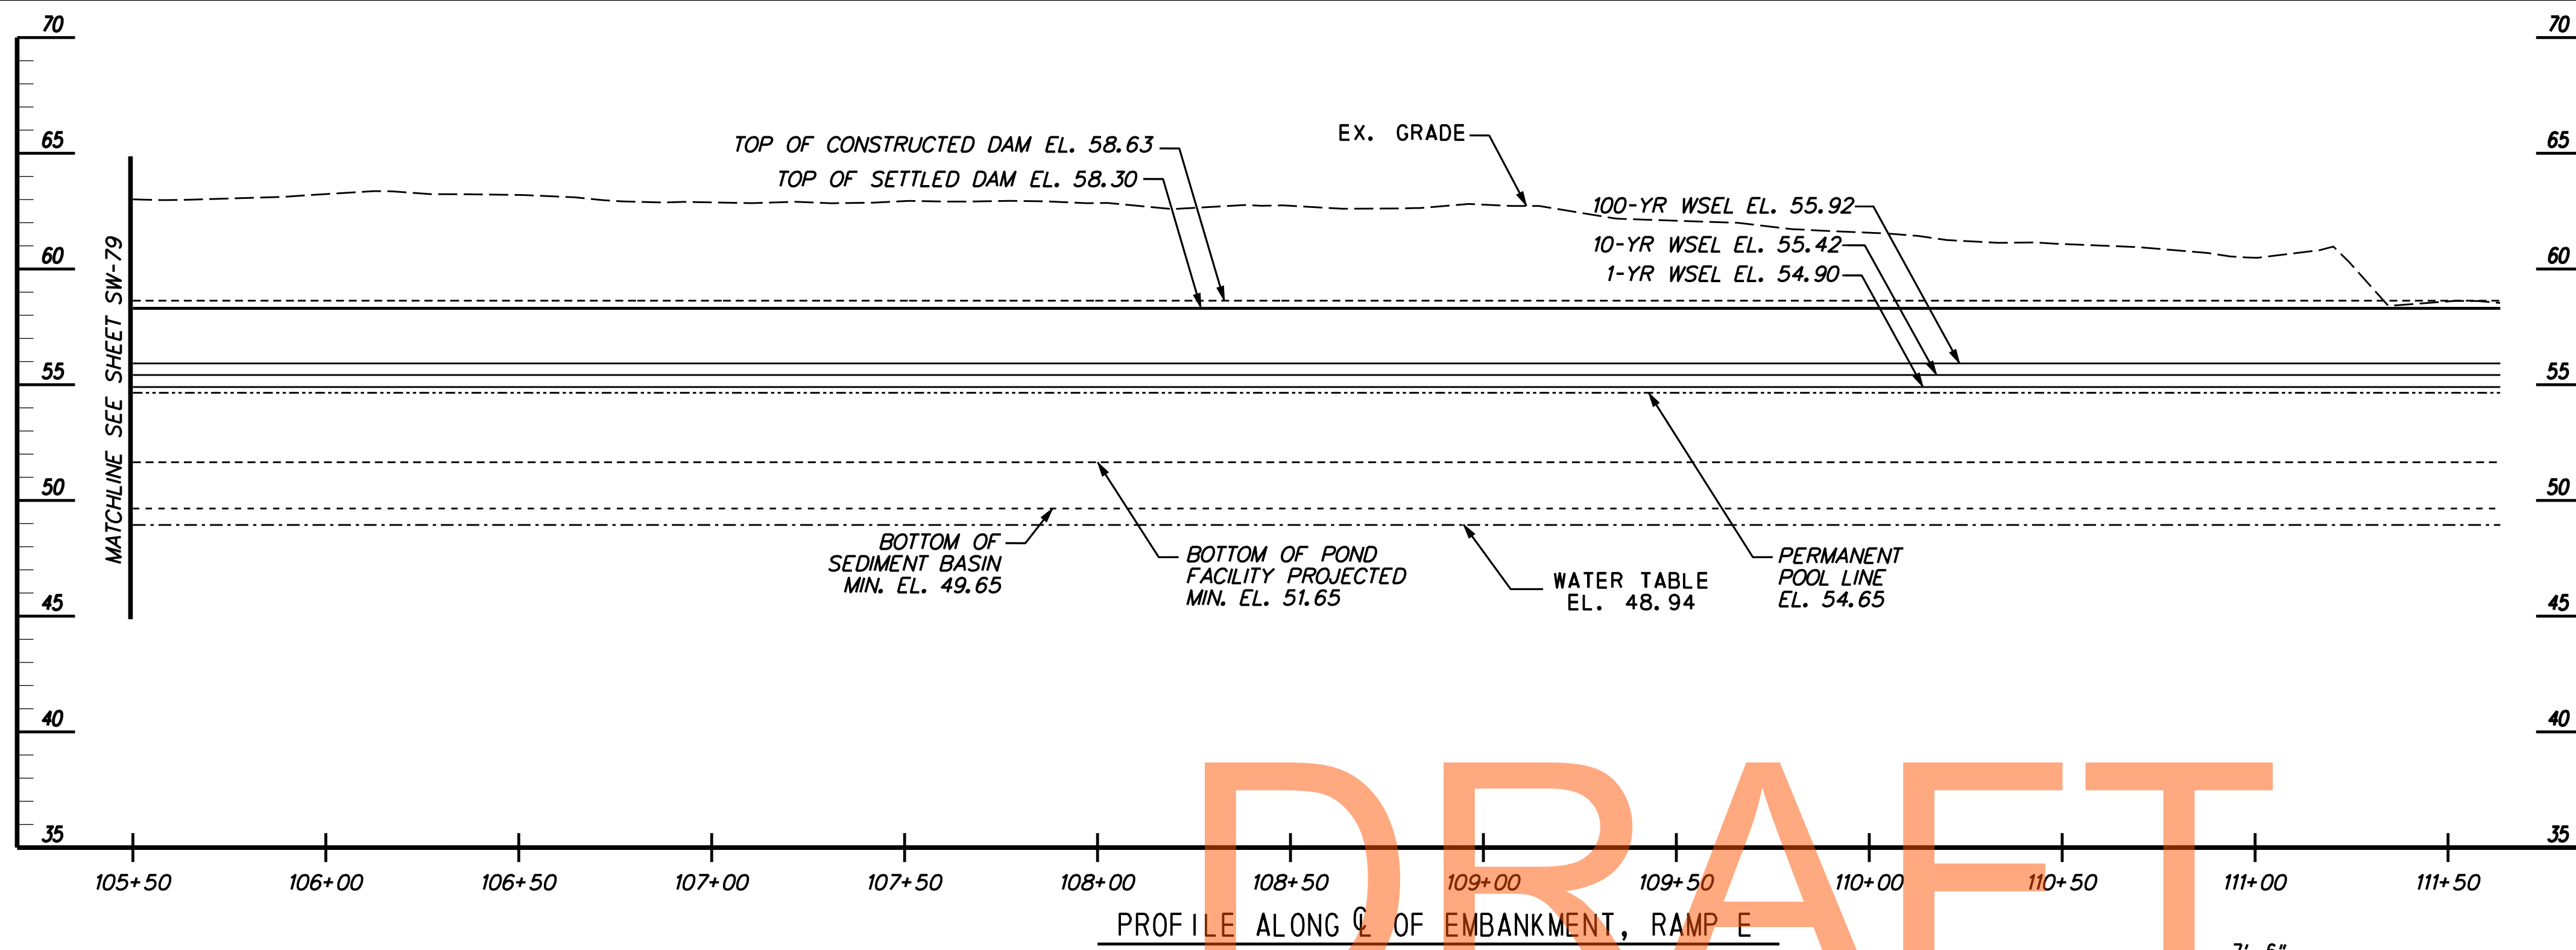 70
70
65
65
60
60
55
55
50
50
45
45
40
40
35
35
MATCHLINE SEE SHEET SW-79
TOP OF CONSTRUCTED DAM EL. 58.63
TOP OF SETTLED DAM EL. 58.30
EX. GRADE
100-YR WSEL EL. 55.92
10-YR WSEL EL. 55.42
1-YR WSEL EL. 54.90
BOTTOM OF
SEDIMENT BASIN
MIN. EL. 49.65
BOTTOM OF POND
FACILITY PROJECTED
MIN. EL. 51.65
WATER TABLE
EL. 48.94
PERMANENT
POOL LINE
EL. 54.65
105+50 106+00 106+50 107+00 107+50 108+00 108+50 109+00 109+50 110+00 110+50 111+00 111+50
PROFILE ALONG ℄ OF EMBANKMENT, RAMP E
DRAFT
7'-6"